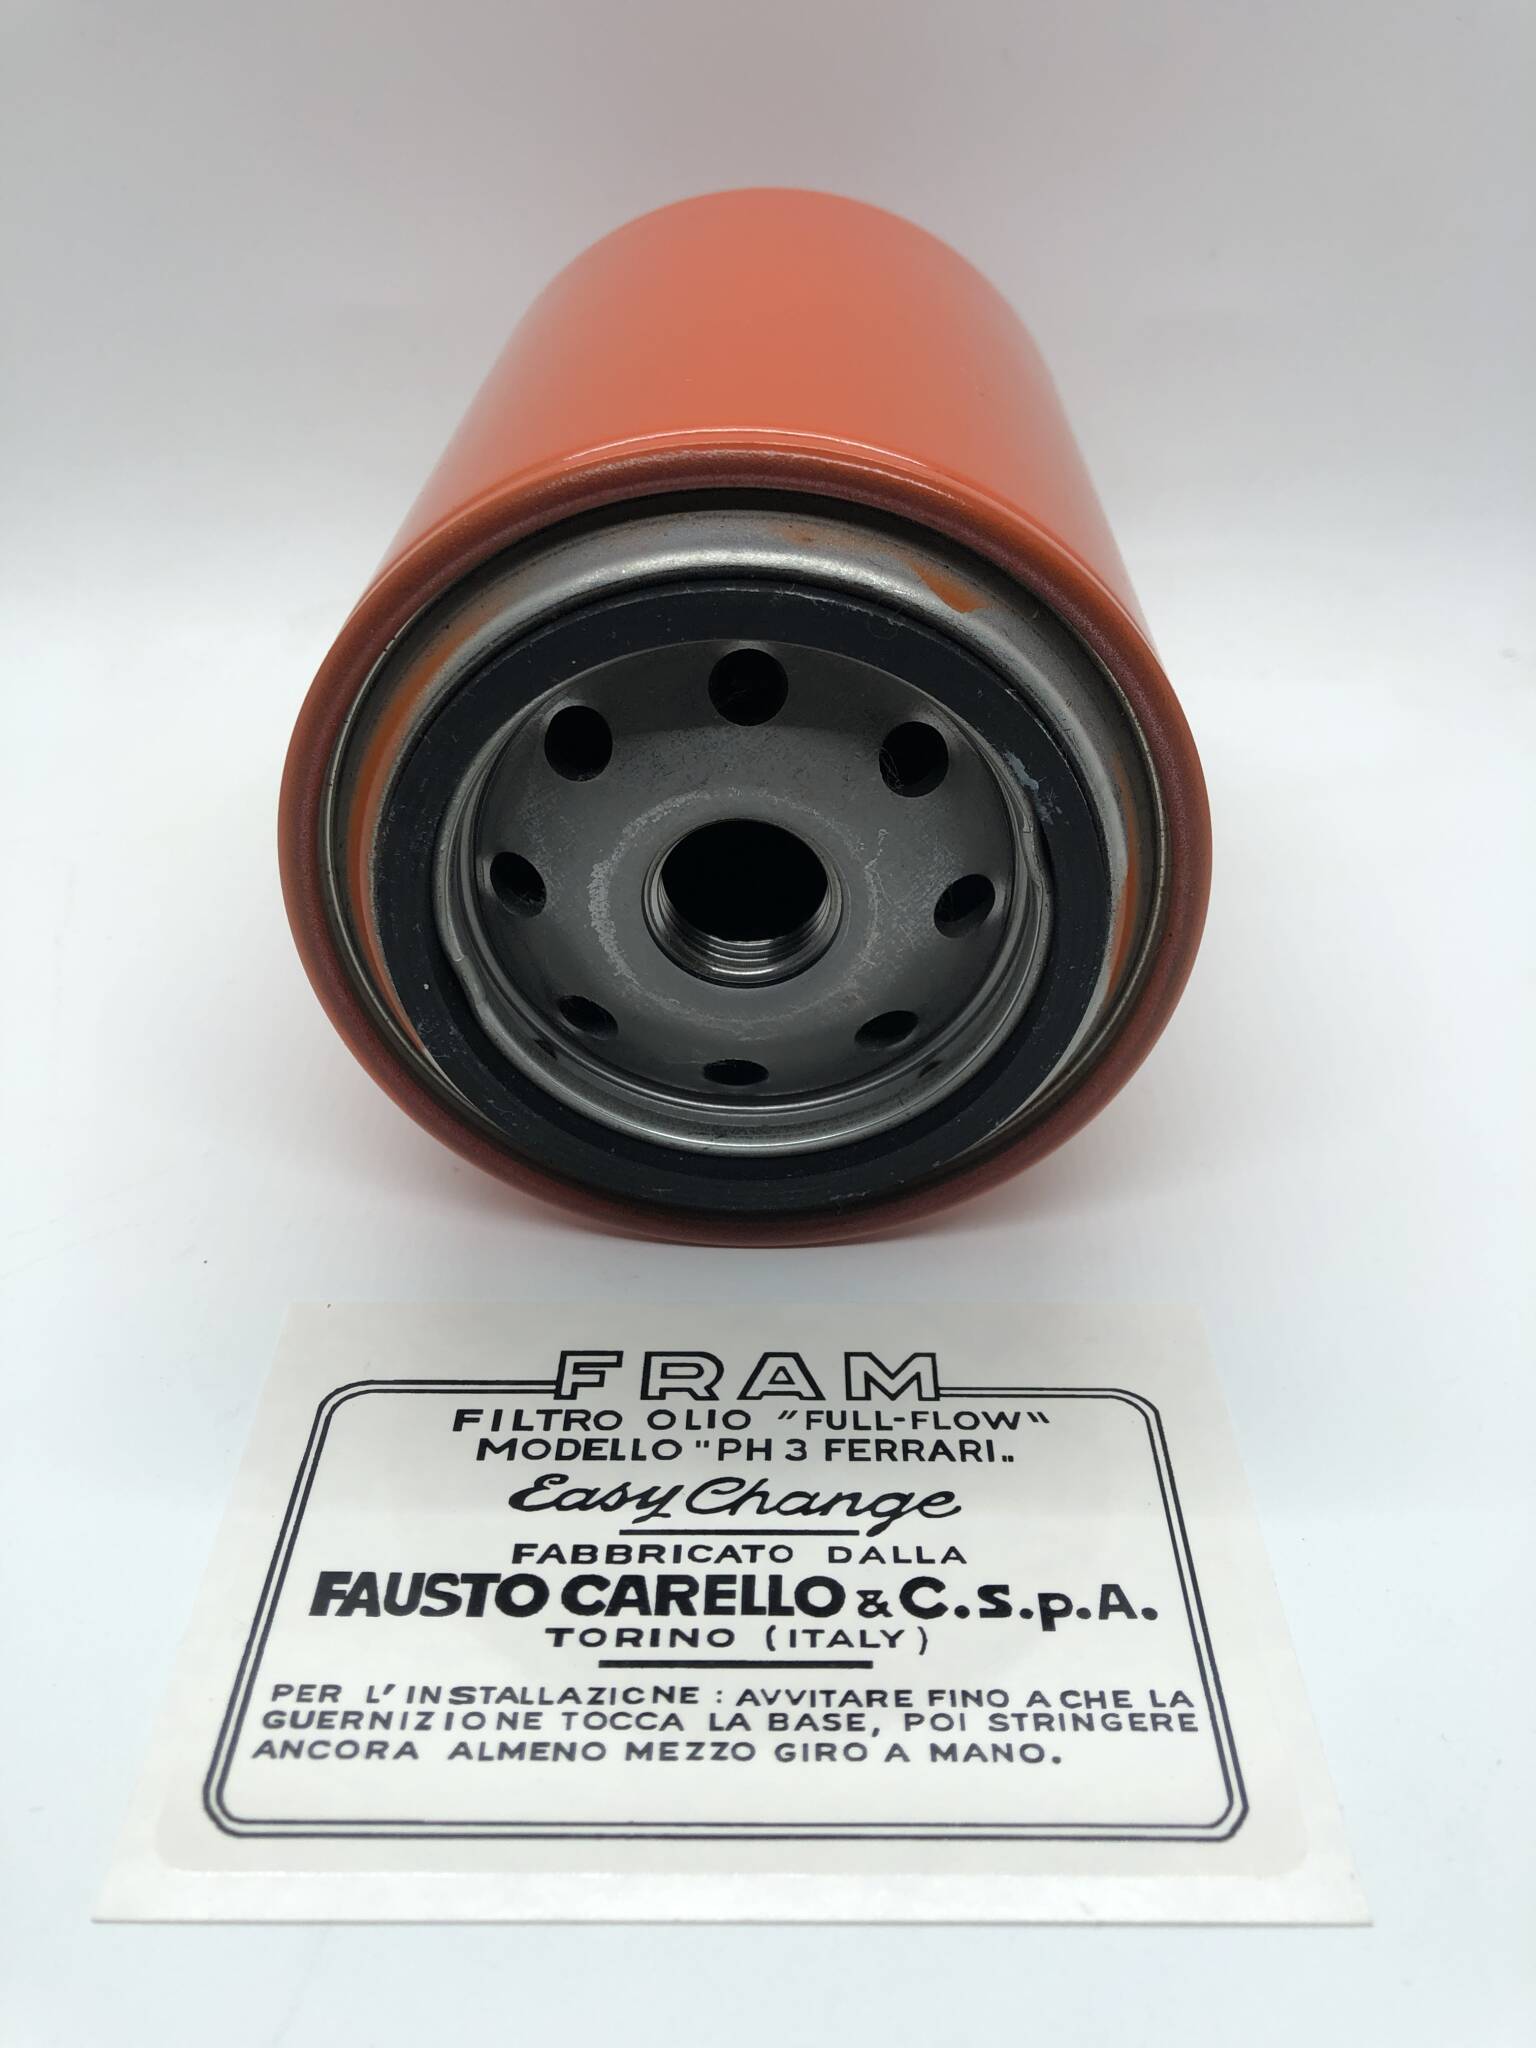 FRAM
FILTRO OLIO "FULL-FLOW"
MODELLO "PH 3 FERRARI"
Easy Change
FABBRICATO DALLA
FAUSTO CARELLO & C. S.p.A.
TORINO (ITALY)
PER L'INSTALLAZICNE : AVVITARE FINO A CHE LA
GUERNIZIONE TOCCA LA BASE, POI STRINGERE
ANCORA ALMENO MEZZO GIRO A MANO.